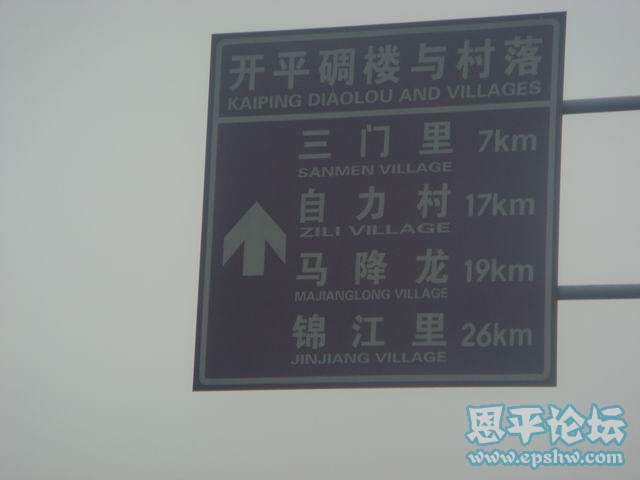 开平碉楼与村落
KAIPING DIAOLOU AND VILLAGES
三门里 7km
SANMEN VILLAGE
自力村 17km
ZILI VILLAGE
马降龙 19km
MAJIANGLONG VILLAGE
锦江里 26km
JINJIANG VILLAGE
恩平论坛
www.epshw.com